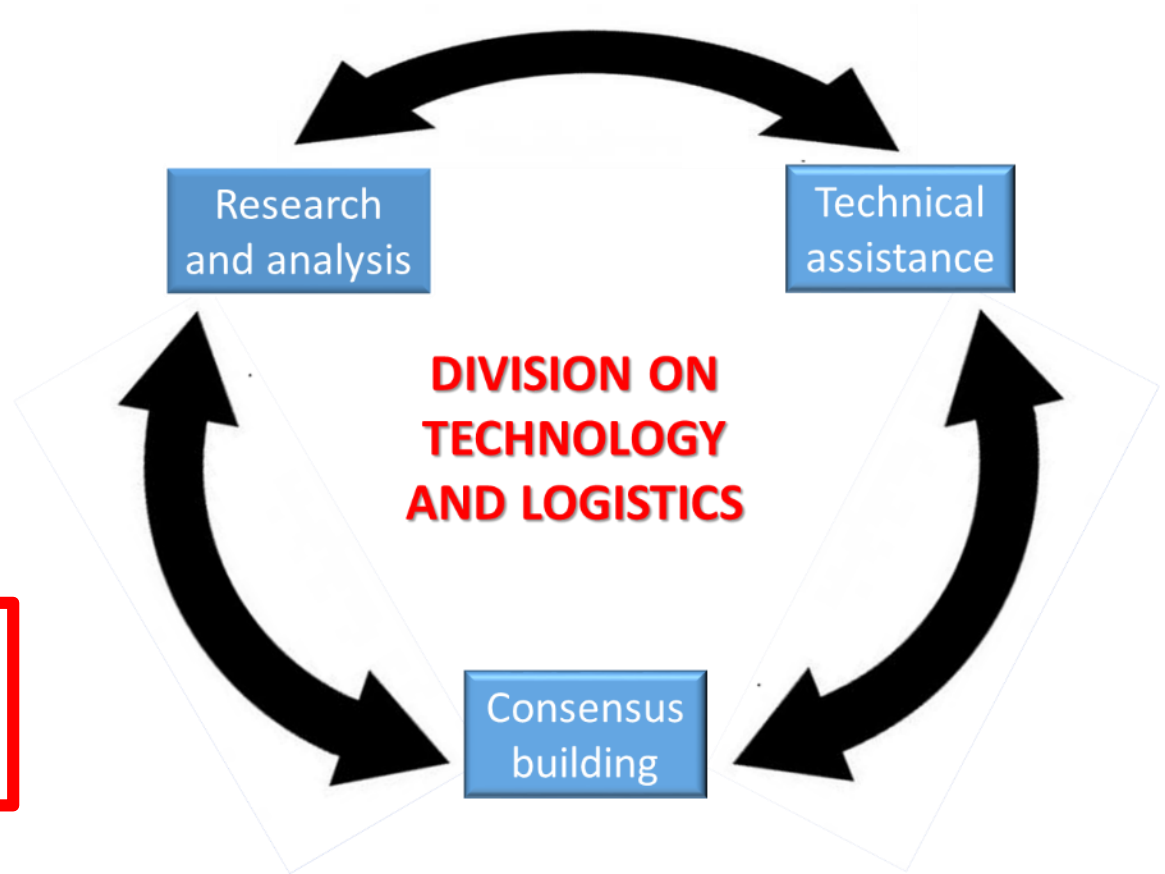 Research
and analysis
Technical
assistance
DIVISION ON
TECHNOLOGY
AND LOGISTICS
Consensus
building